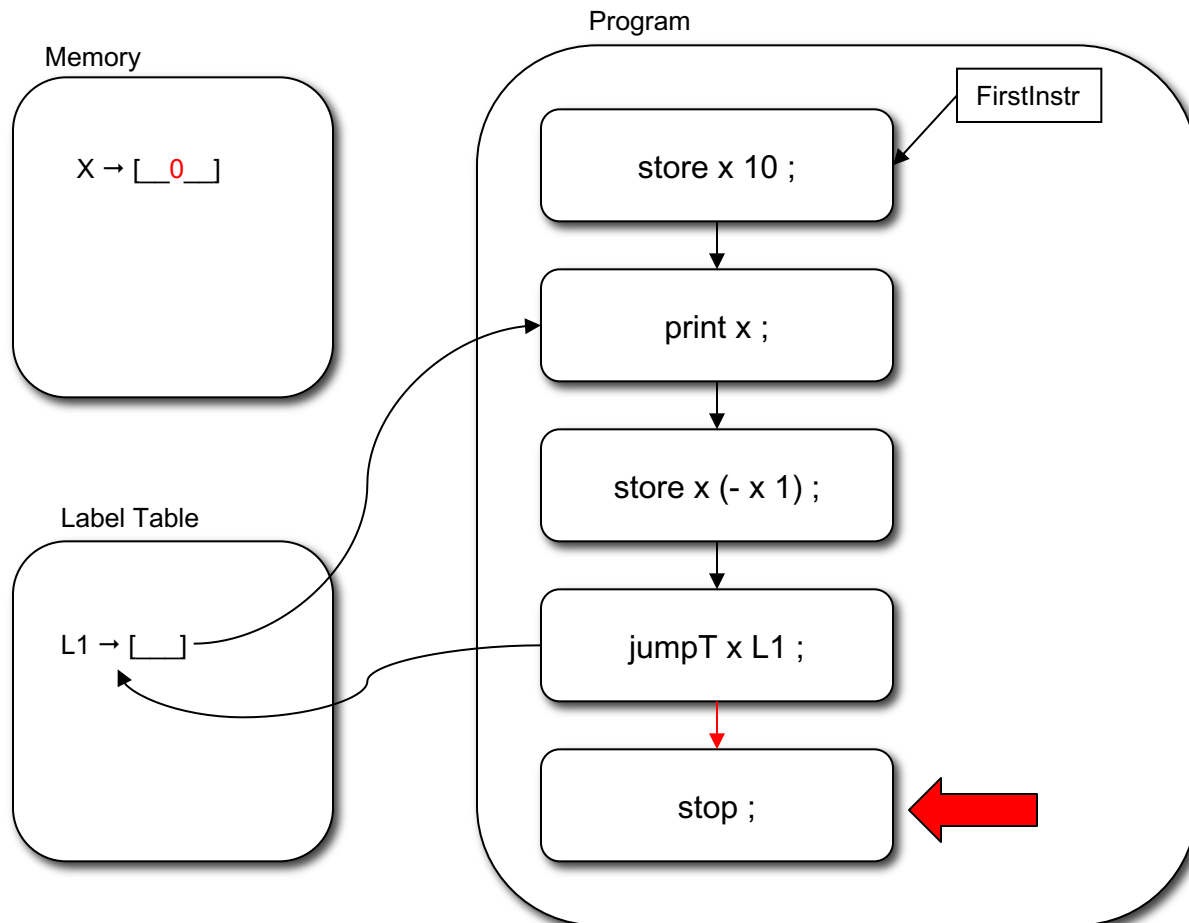 Program
Memory
FirstInstr
store x 10 ;
X → [__0__]
print x ;
store x (- x 1) ;
Label Table
L1 → [___]
jumpT x L1 ;
stop ;